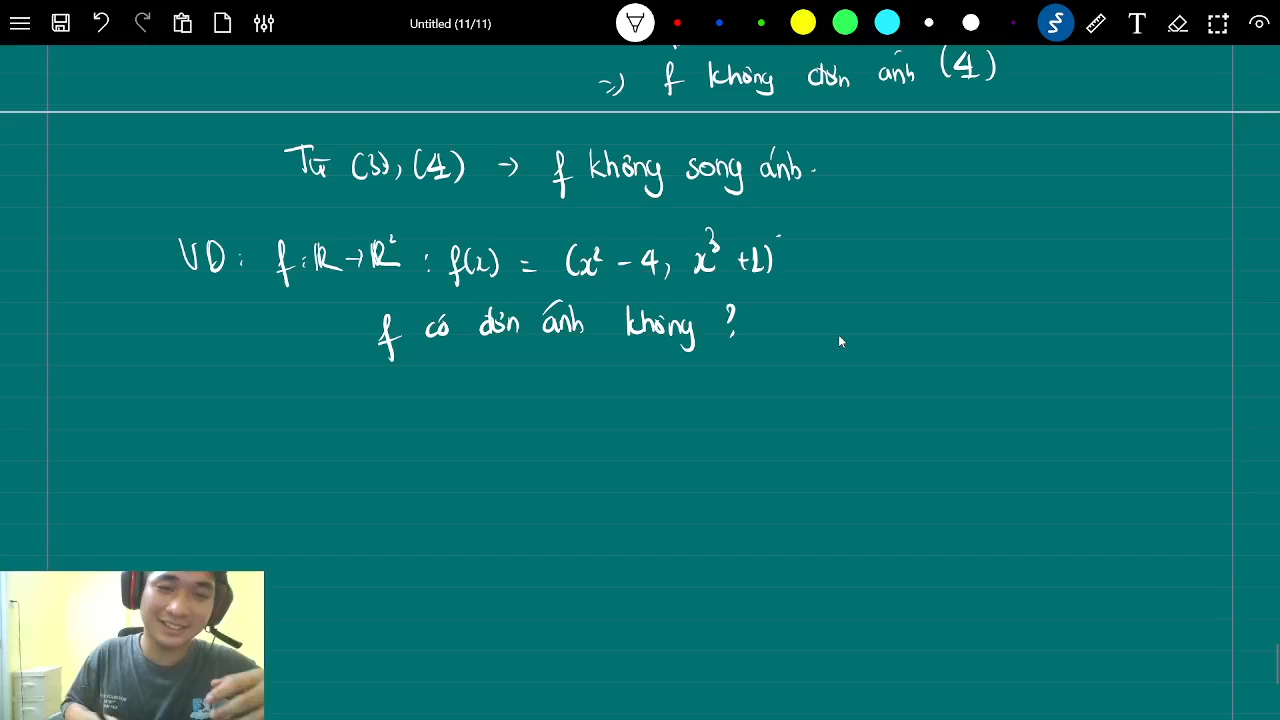 Untitled (11/11)
=> f không đơn ánh (4)
Từ (3), (4) → f không song ánh.
VD: f: ℝ → ℝ² : f(x) = (x² - 4, x³ + 1)
f có đơn ánh không ?